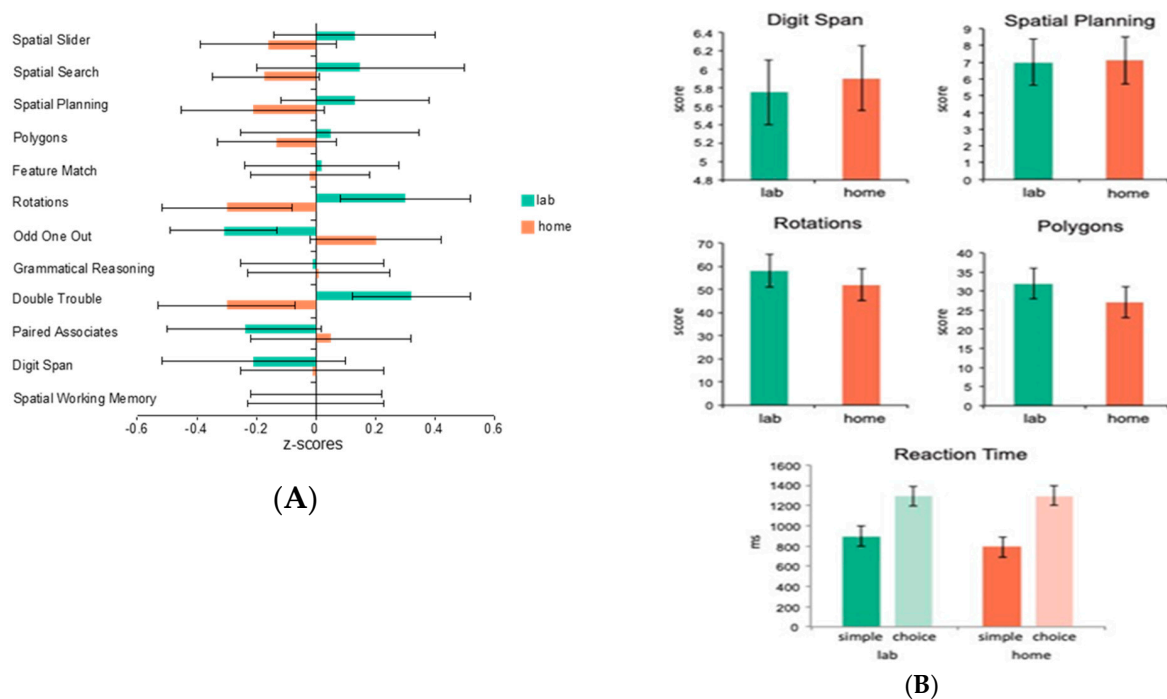 Spatial Slider
Spatial Search
Spatial Planning
Polygons
Feature Match
Rotations
Odd One Out
Grammatical Reasoning
Double Trouble
Paired Associates
Digit Span
Spatial Working Memory
-0.6 -0.4 -0.2 0 0.2 0.4 0.6
z-scores
lab
home
(A)
Digit Span
score
6.4
6.2
6
5.8
5.6
5.4
5.2
5
4.8
lab home
Spatial Planning
score
9
8
7
6
5
4
3
2
1
0
lab home
Rotations
score
70
60
50
40
30
20
10
0
lab home
Polygons
score
40
35
30
25
20
15
10
5
0
lab home
Reaction Time
ms
1600
1400
1200
1000
800
600
400
200
0
simple choice simple choice
lab home
(B)